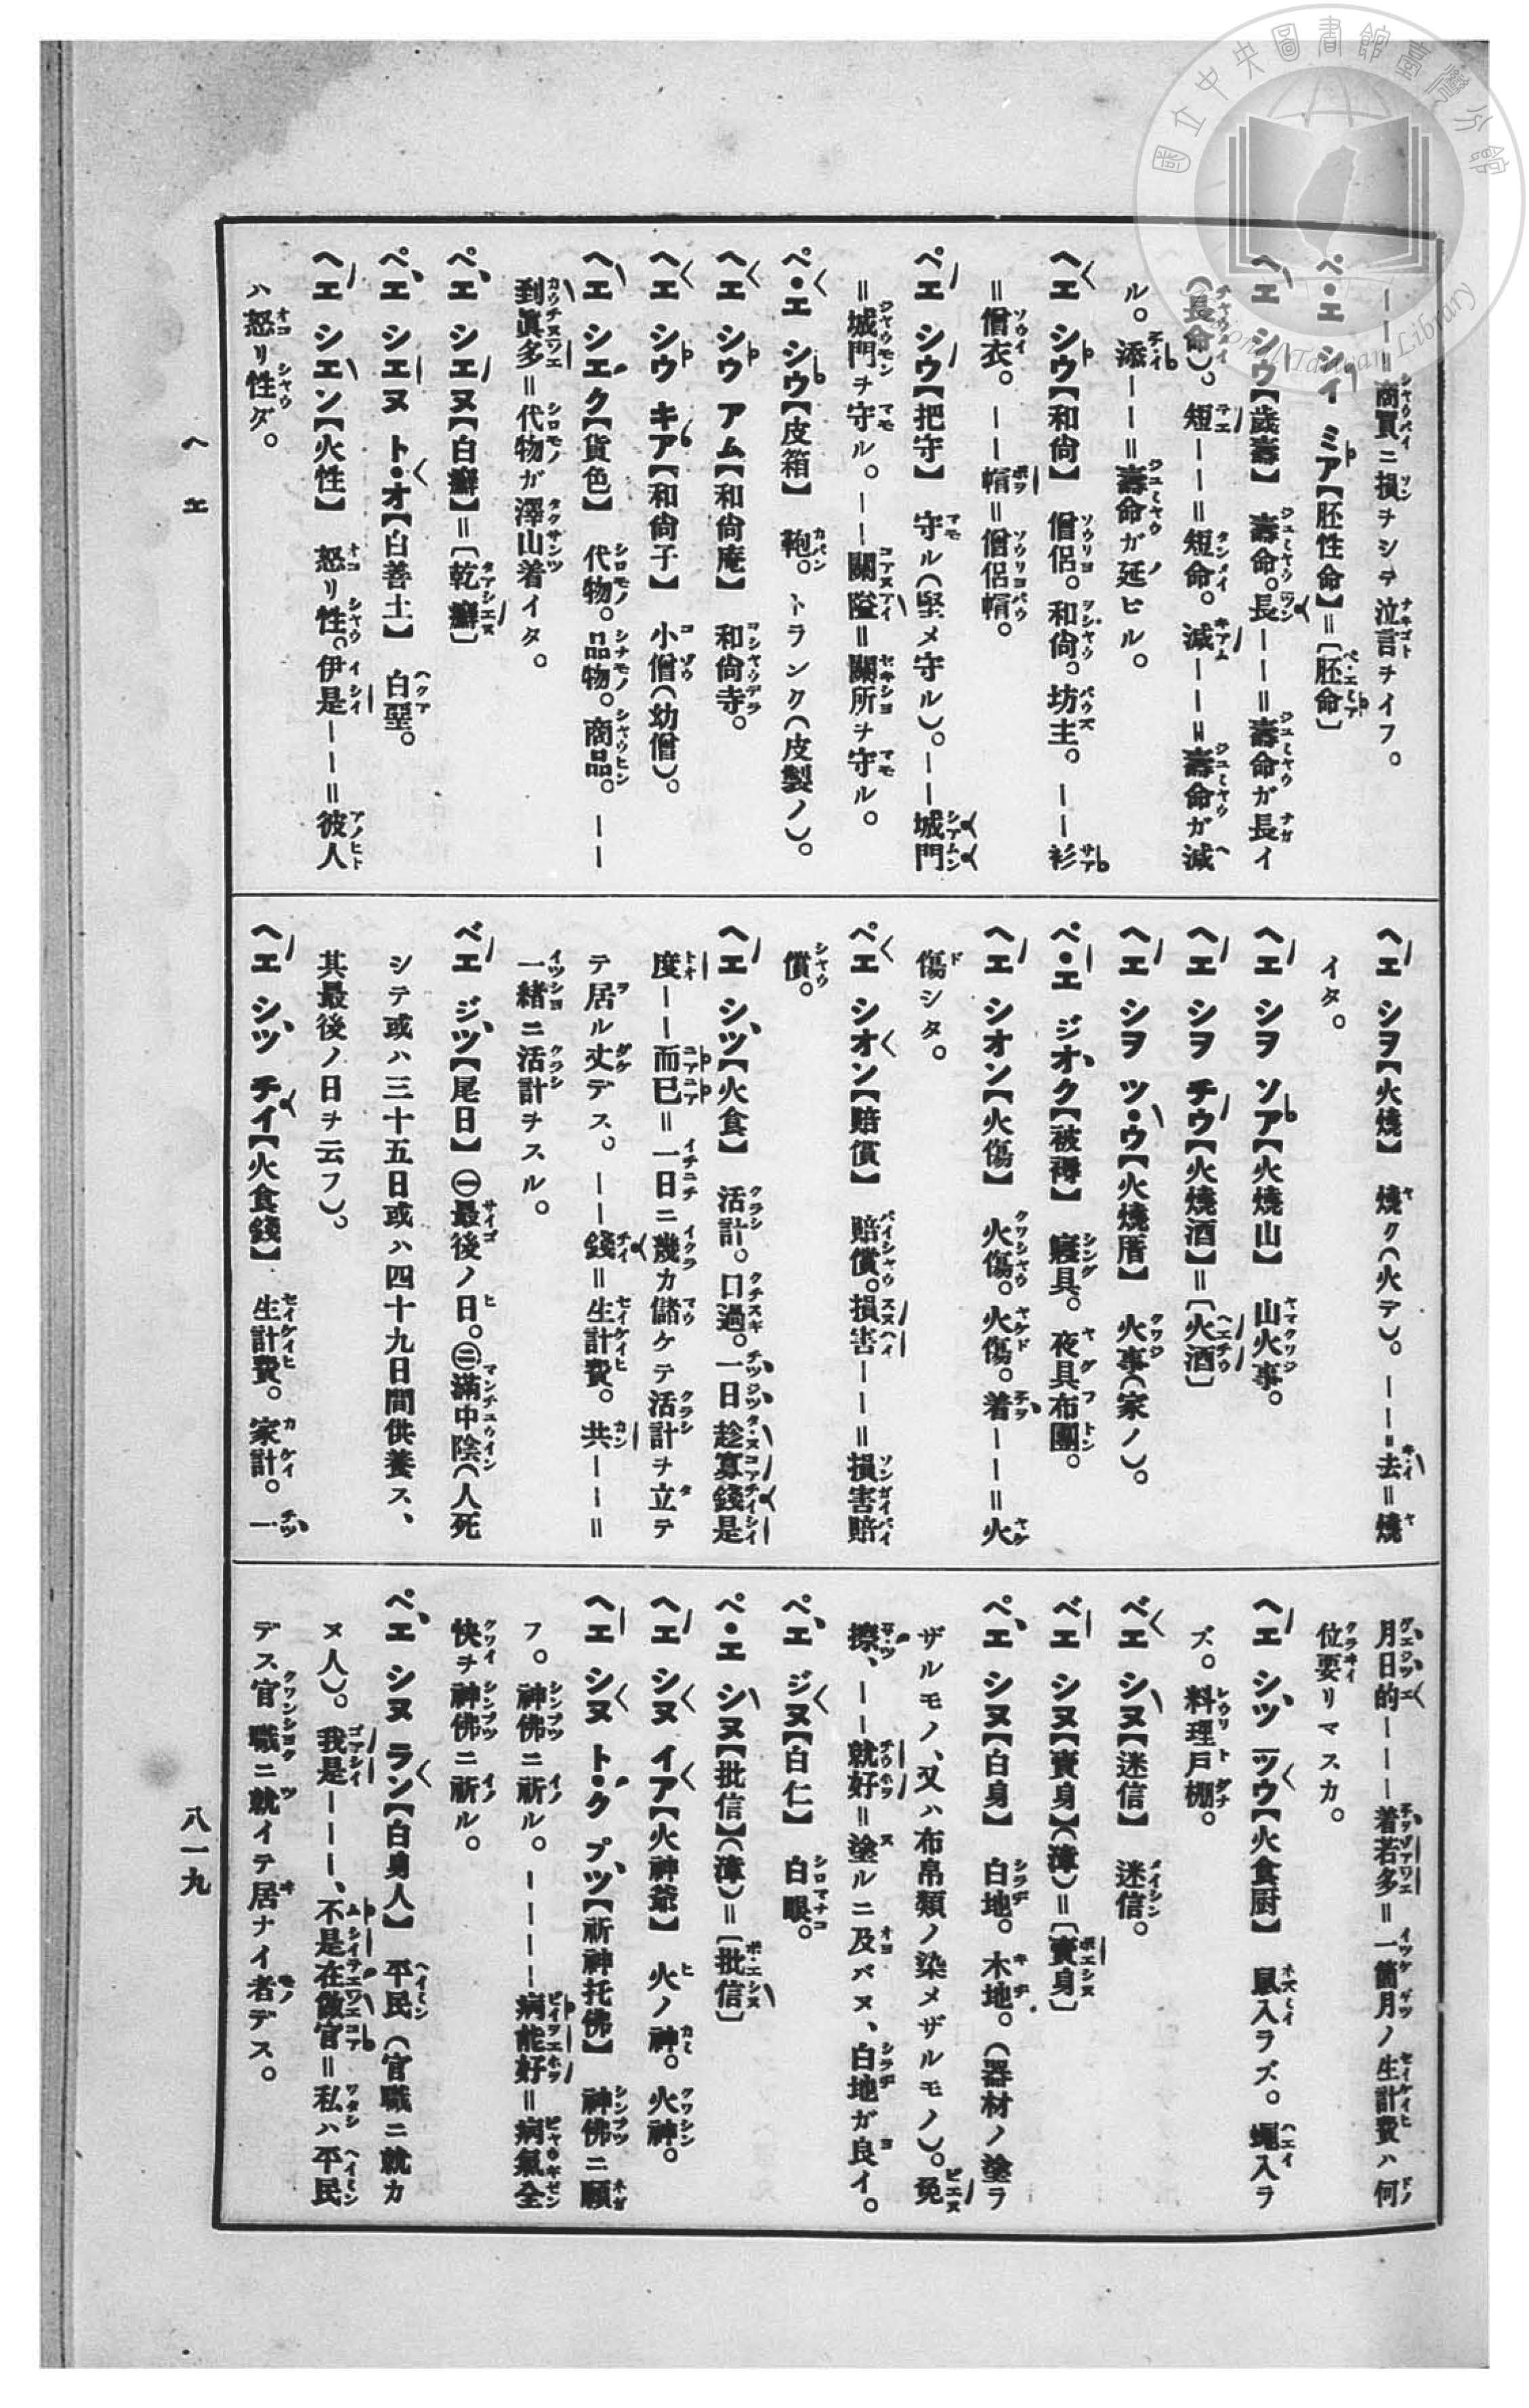 國立中央圖書館臺灣分館
National Taiwan Library
ーーー=商買ニ損ヲシテ泣言ヲイフ。
ペエ シイ ミア【胚性命】=〔胚命〕
ヘエ シウ【歲壽】 壽命。長ーー=壽命ガ長イ
(長命)。短ーー=短命。減ーー=壽命ガ減
ル。添ーー=壽命ガ延ビル。
ヘエ シウ【和尙】 僧侶。和尙。坊主。ーー衫
=僧衣。ーー帽=僧侶帽。
ペエ シウ【把守】 守ル(堅メ守ル)。ーー城門
=城門ヲ守ル。ーー關隘=關所ヲ守ル。
ペエ シウ【皮箱】 鞄。トランク(皮製ノ)。
ヘエ シウ アム【和尙庵】 和尙寺。
ヘエ シウ キア【和尙子】 小僧(幼僧)。
ヘエ シエク【貨色】 代物。品物。商品。ーー
到眞多=代物ガ澤山着イタ。
ペエ シエヌ【白癬】=〔乾癬〕
ペエ シエヌ トオ【白善土】 白堊。
ヘエ シエン【火性】 怒リ性。伊是ーー=彼人
ハ怒リ性ダ。
ヘエ シヲ【火燒】 燒ク(火デ)。ーーー去=燒
イタ。
ヘエ シヲ ソア【火燒山】 山火事。
ヘエ シヲ チウ【火燒酒】=〔火酒〕
ヘエ シヲ ツウ【火燒厝】 火事(家ノ)。
ペエ ジオク【被褥】 寢具。夜具布團。
ヘエ シオン【火傷】 火傷。火傷。着ーー=火
傷シタ。
ペエ シオン【賠償】 賠償。損害ーー=損害賠
償。
ヘエ シツ【火食】 活計。口過。一日趁寡錢是
度ーー而已=一日ニ幾カ儲ケテ活計ヲ立テ
テ居ル丈デス。ーー錢=生計費。共ーー=
一緒ニ活計ヲスル。
ベエ ジツ【尾日】㊀最後ノ日。㊁滿中陰(人死
シテ或ハ三十五日或ハ四十九日間供養ス、
其最後ノ日ヲ云フ)。
ヘエ シツ チイ【火食錢】 生計費。家計。一
月日的ーーー着若多=一箇月ノ生計費ハ何
位要リマスカ。
ヘエ シツ ツウ【火食厨】 鼠入ラズ。蠅入ラ
ズ。料理戶棚。
ベエ シヌ【迷信】 迷信。
ベエ シヌ【賣身】(漳)=〔賣身〕
ペエ シヌ【白身】 白地。木地。(器材ノ塗ラ
ザルモノ、又ハ布帛類ノ染メザルモノ)。免
擦、ーー就好=塗ルニ及バヌ、白地ガ良イ。
ペエ ジヌ【白仁】 白眼。
ペエ シヌ【批信】(漳)=〔批信〕
ヘエ シヌ イア【火神爺】 火ノ神。火神。
ヘエ シヌ トク プツ【祈神托佛】 神佛ニ願
フ。神佛ニ祈ル。ーーーー病能好=病氣全
快ヲ神佛ニ祈ル。
ペエ シヌ ラン【白身人】 平民(官職ニ就カ
ヌ人)。我是ーーー、不是在做官=私ハ平民
デス官職ニ就イテ居ナイ者デス。
ヘエ
八一九